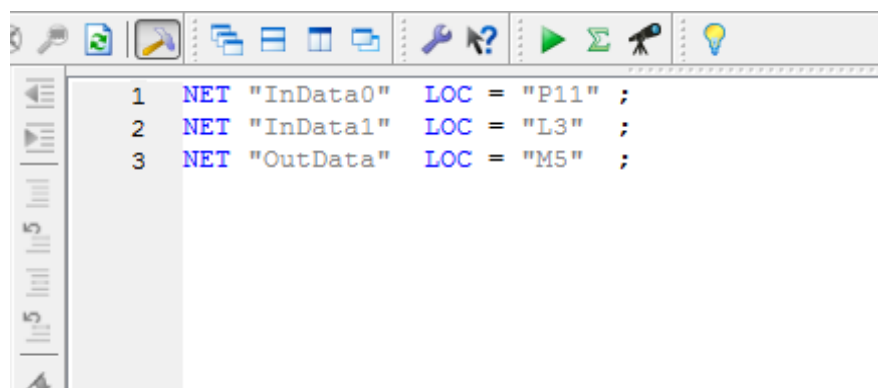 1 NET "InData0" LOC = "P11" ;
2 NET "InData1" LOC = "L3" ;
3 NET "OutData" LOC = "M5" ;